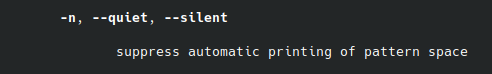 -n, --quiet, --silent
suppress automatic printing of pattern space